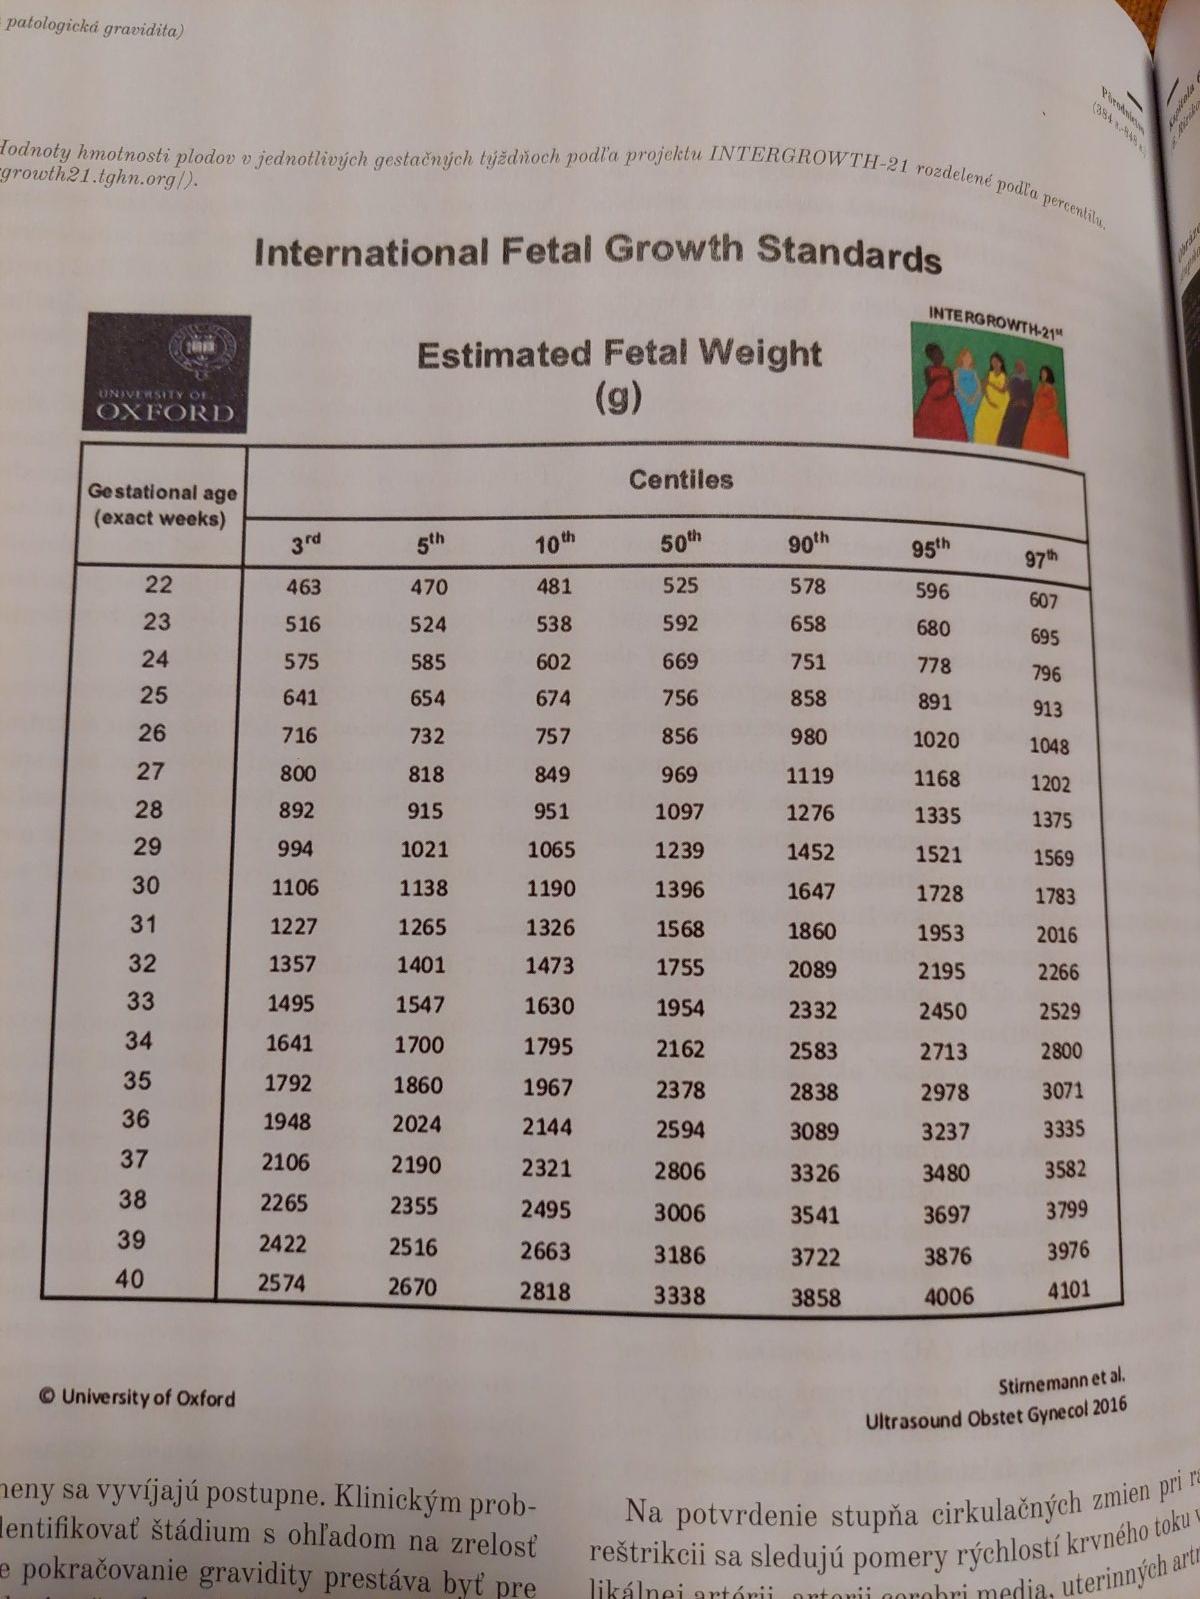 patologická gravidita)
Pôrodníctvo
Hodnoty hmotnosti plodov v jednotlivých gestačných týždňoch podľa projektu INTERGROWTH-21 rozdelené podľa percentilu.
growth21.tghn.org/).
International Fetal Growth Standards
UNIVERSITY OF
OXFORD
Estimated Fetal Weight
(g)
INTERGROWTH-21st
Gestational age
(exact weeks)
Centiles
3rd 5th 10th 50th 90th 95th 97th
22 463 470 481 525 578 596 607
23 516 524 538 592 658 680 695
24 575 585 602 669 751 778 796
25 641 654 674 756 858 891 913
26 716 732 757 856 980 1020 1048
27 800 818 849 969 1119 1168 1202
28 892 915 951 1097 1276 1335 1375
29 994 1021 1065 1239 1452 1521 1569
30 1106 1138 1190 1396 1647 1728 1783
31 1227 1265 1326 1568 1860 1953 2016
32 1357 1401 1473 1755 2089 2195 2266
33 1495 1547 1630 1954 2332 2450 2529
34 1641 1700 1795 2162 2583 2713 2800
35 1792 1860 1967 2378 2838 2978 3071
36 1948 2024 2144 2594 3089 3237 3335
37 2106 2190 2321 2806 3326 3480 3582
38 2265 2355 2495 3006 3541 3697 3799
39 2422 2516 2663 3186 3722 3876 3976
40 2574 2670 2818 3338 3858 4006 4101
© University of Oxford
Stirnemann et al.
Ultrasound Obstet Gynecol 2016
neny sa vyvíjajú postupne. Klinickým prob-
dentifikovať štádium s ohľadom na zrelosť
e pokračovanie gravidity prestáva byť pre
Na potvrdenie stupňa cirkulačných zmien pri
reštrikcii sa sledujú pomery rýchlostí krvného toku v
likálnej artérii, arterii cerebri media, uterinných